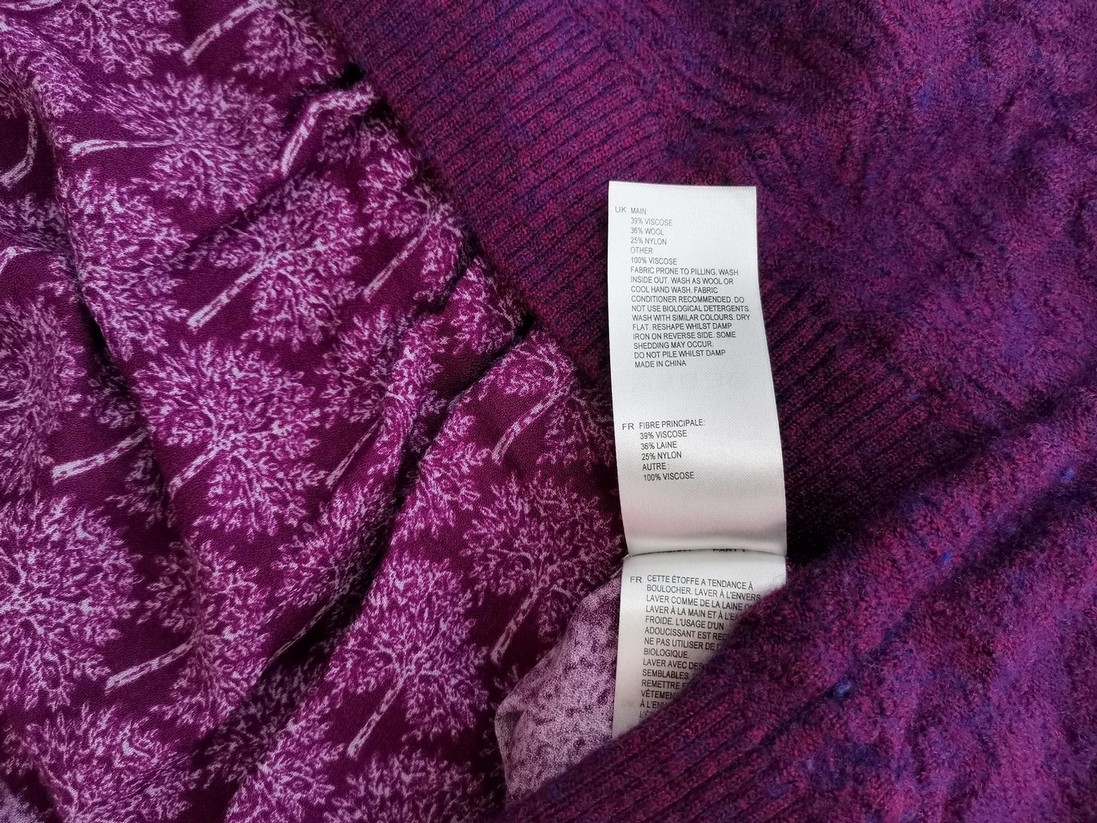 UK MAIN
39% VISCOSE
36% WOOL
25% NYLON
OTHER
100% VISCOSE
FABRIC PRONE TO PILLING. WASH
INSIDE OUT. WASH AS WOOL OR
COOL HAND WASH. FABRIC
CONDITIONER RECOMMENDED. DO
NOT USE BIOLOGICAL DETERGENTS.
WASH WITH SIMILAR COLOURS. DRY
FLAT. RESHAPE WHILST DAMP
IRON ON REVERSE SIDE. SOME
SHEDDING MAY OCCUR.
DO NOT PILE WHILST DAMP
MADE IN CHINA
FR FIBRE PRINCIPALE:
39% VISCOSE
36% LAINE
25% NYLON
AUTRE :
100% VISCOSE
FR CETTE ÉTOFFE A TENDANCE À
BOULOCHER. LAVER À L'ENVERS
LAVER COMME DE LA LAINE
LAVER À LA MAIN ET À
FROIDE. L'USAGE D'UN
ADOUCISSANT EST
NE PAS UTILISER DE
BIOLOGIQUE.
LAVER AVEC
SEMBLABLES.
REMETTRE